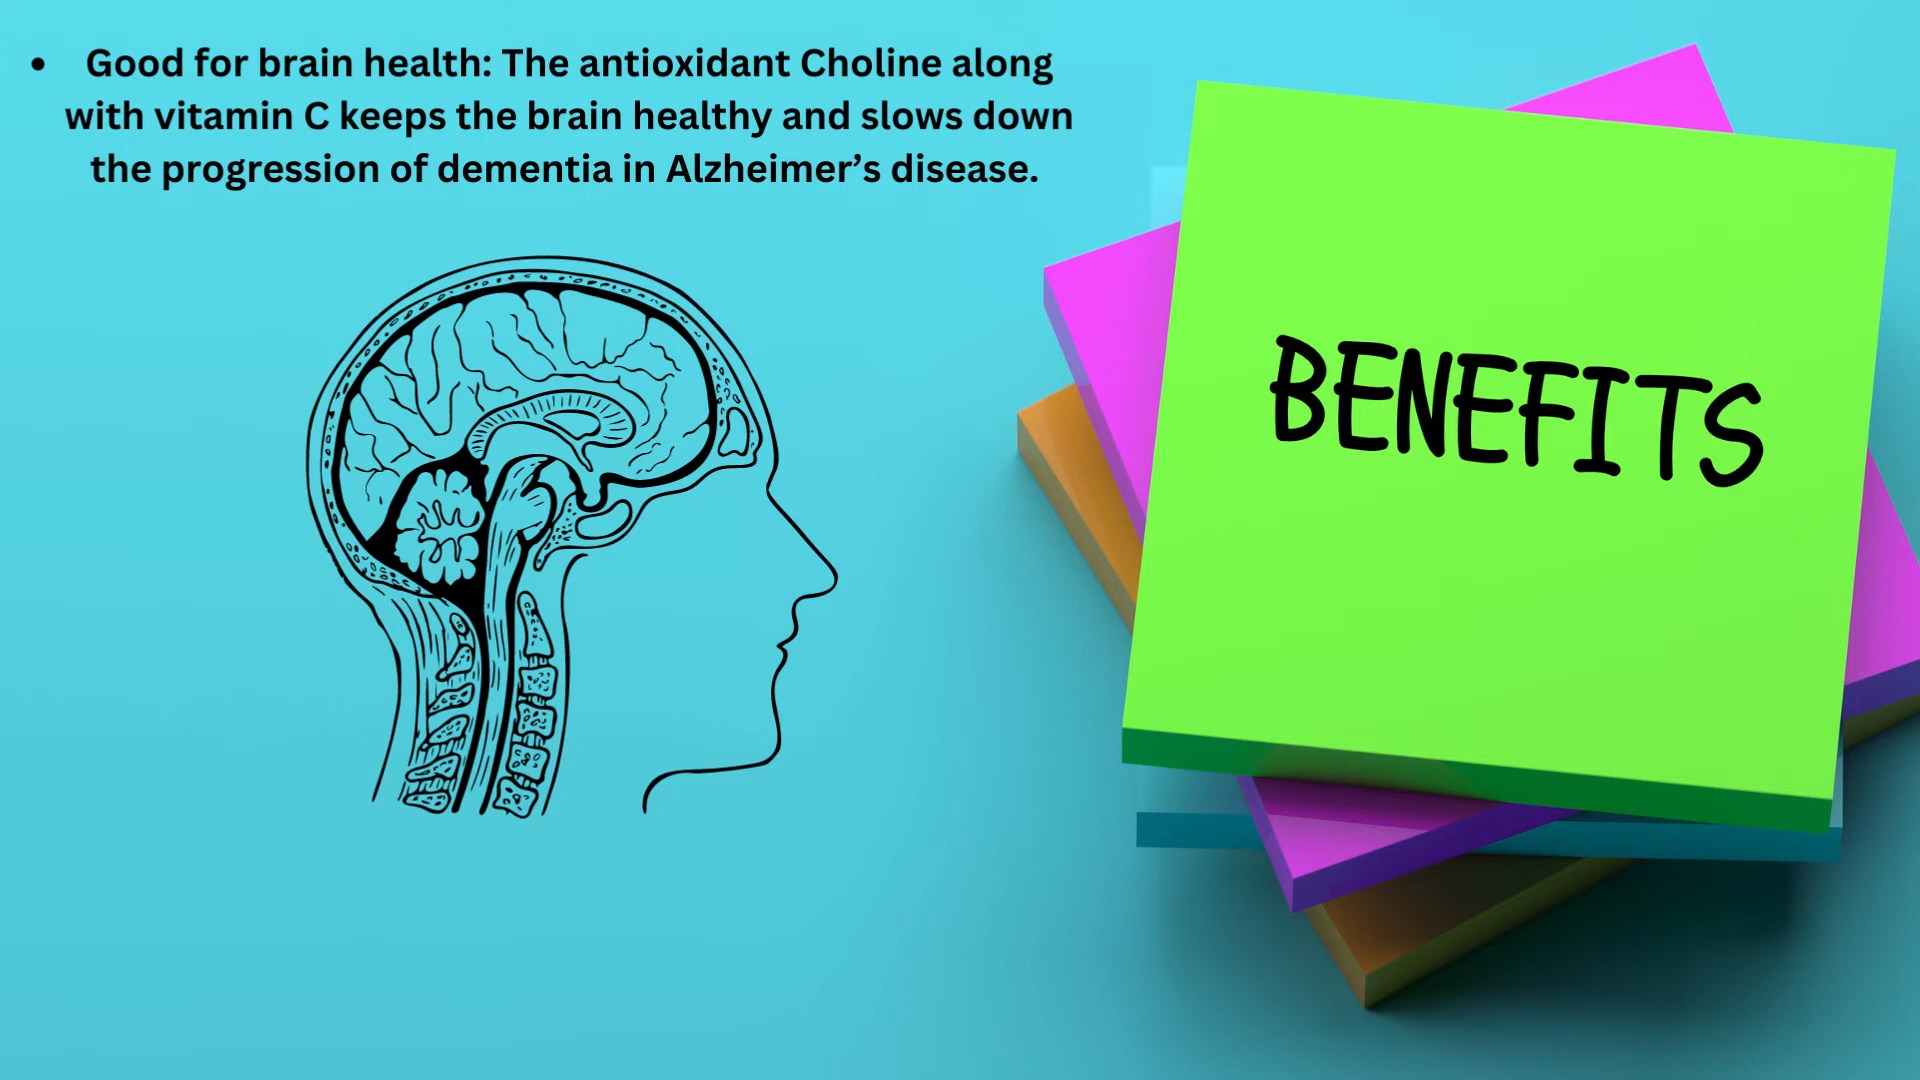 • Good for brain health: The antioxidant Choline along
with vitamin C keeps the brain healthy and slows down
the progression of dementia in Alzheimer’s disease.
BENEFITS